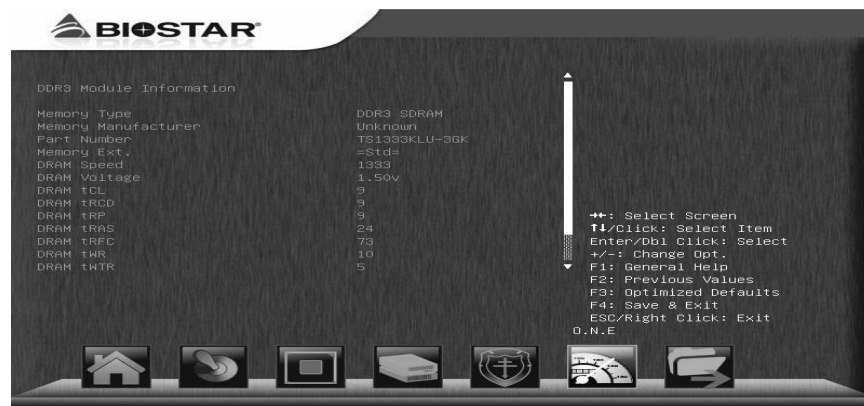 BIOSTAR®
DDR3 Module Information
Memory Type DDR3 SDRAM
Memory Manufacturer Unknown
Part Number TS1333KLU-3GK
Memory Ext. =Std=
DRAM Speed 1333
DRAM Voltage 1.50v
DRAM tCL 9
DRAM tRCD 9
DRAM tRP 9
DRAM tRAS 24
DRAM tRFC 73
DRAM tWR 10
DRAM tWTR 5
→←: Select Screen
↑↓/Click: Select Item
Enter/Dbl Click: Select
+/-: Change Opt.
F1: General Help
F2: Previous Values
F3: Optimized Defaults
F4: Save & Exit
ESC/Right Click: Exit
O.N.E